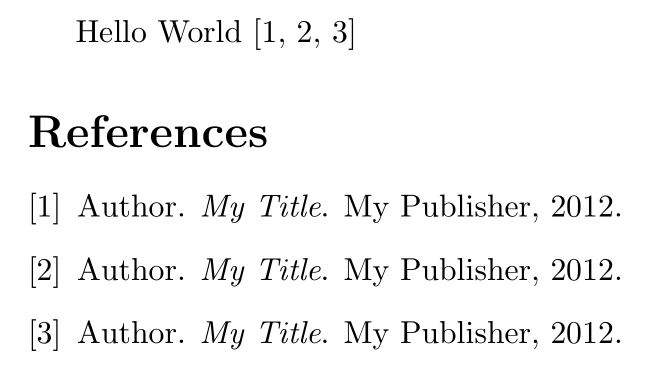 Hello World [1, 2, 3]
References
[1] Author. My Title. My Publisher, 2012.
[2] Author. My Title. My Publisher, 2012.
[3] Author. My Title. My Publisher, 2012.